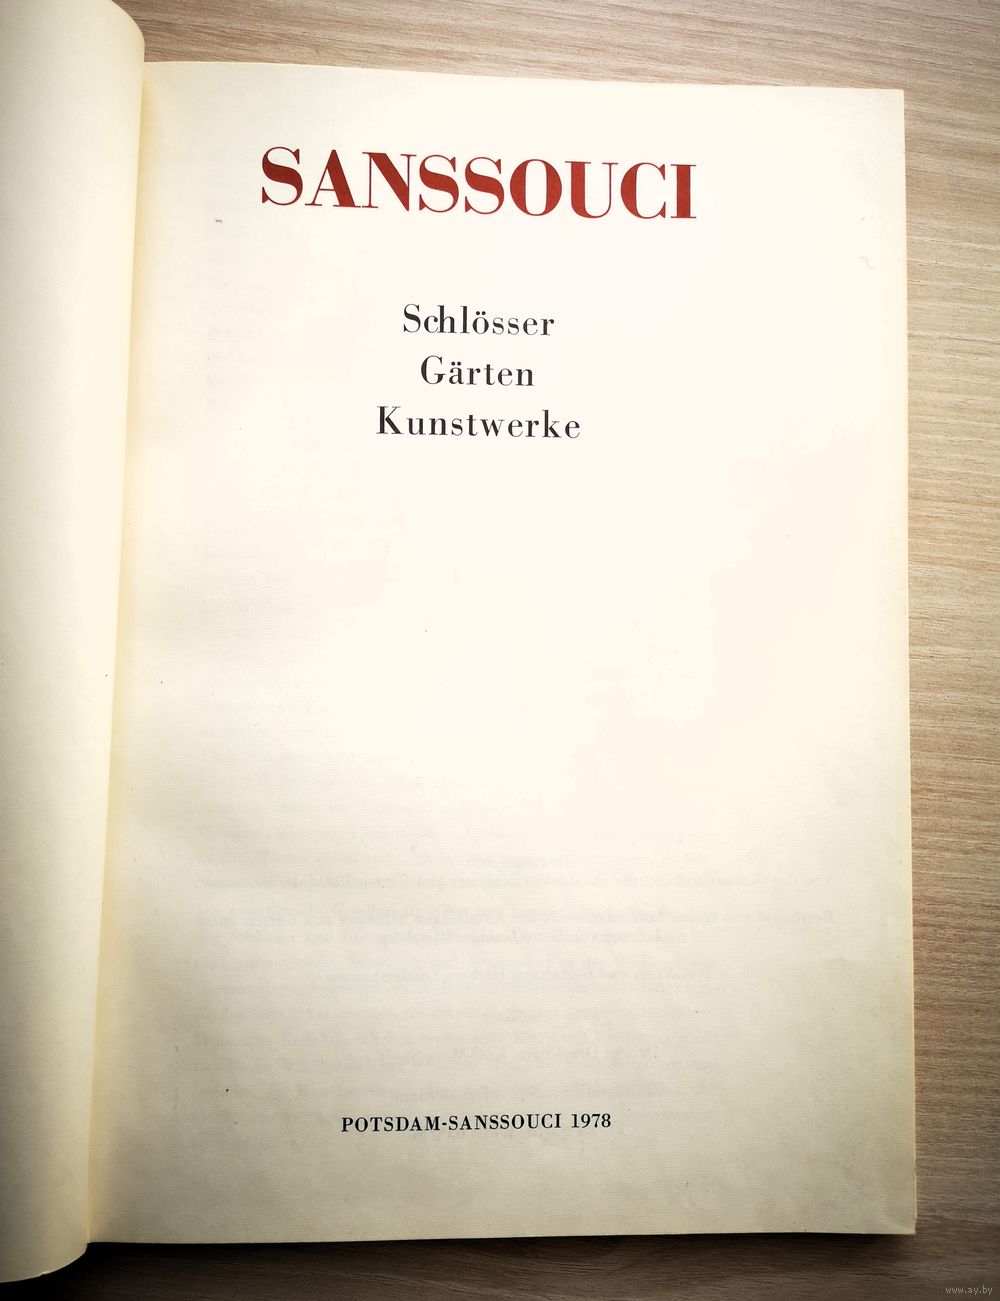 SANSSOUCI
Schlösser
Gärten
Kunstwerke
POTSDAM-SANSSOUCI 1978
www.ay.by